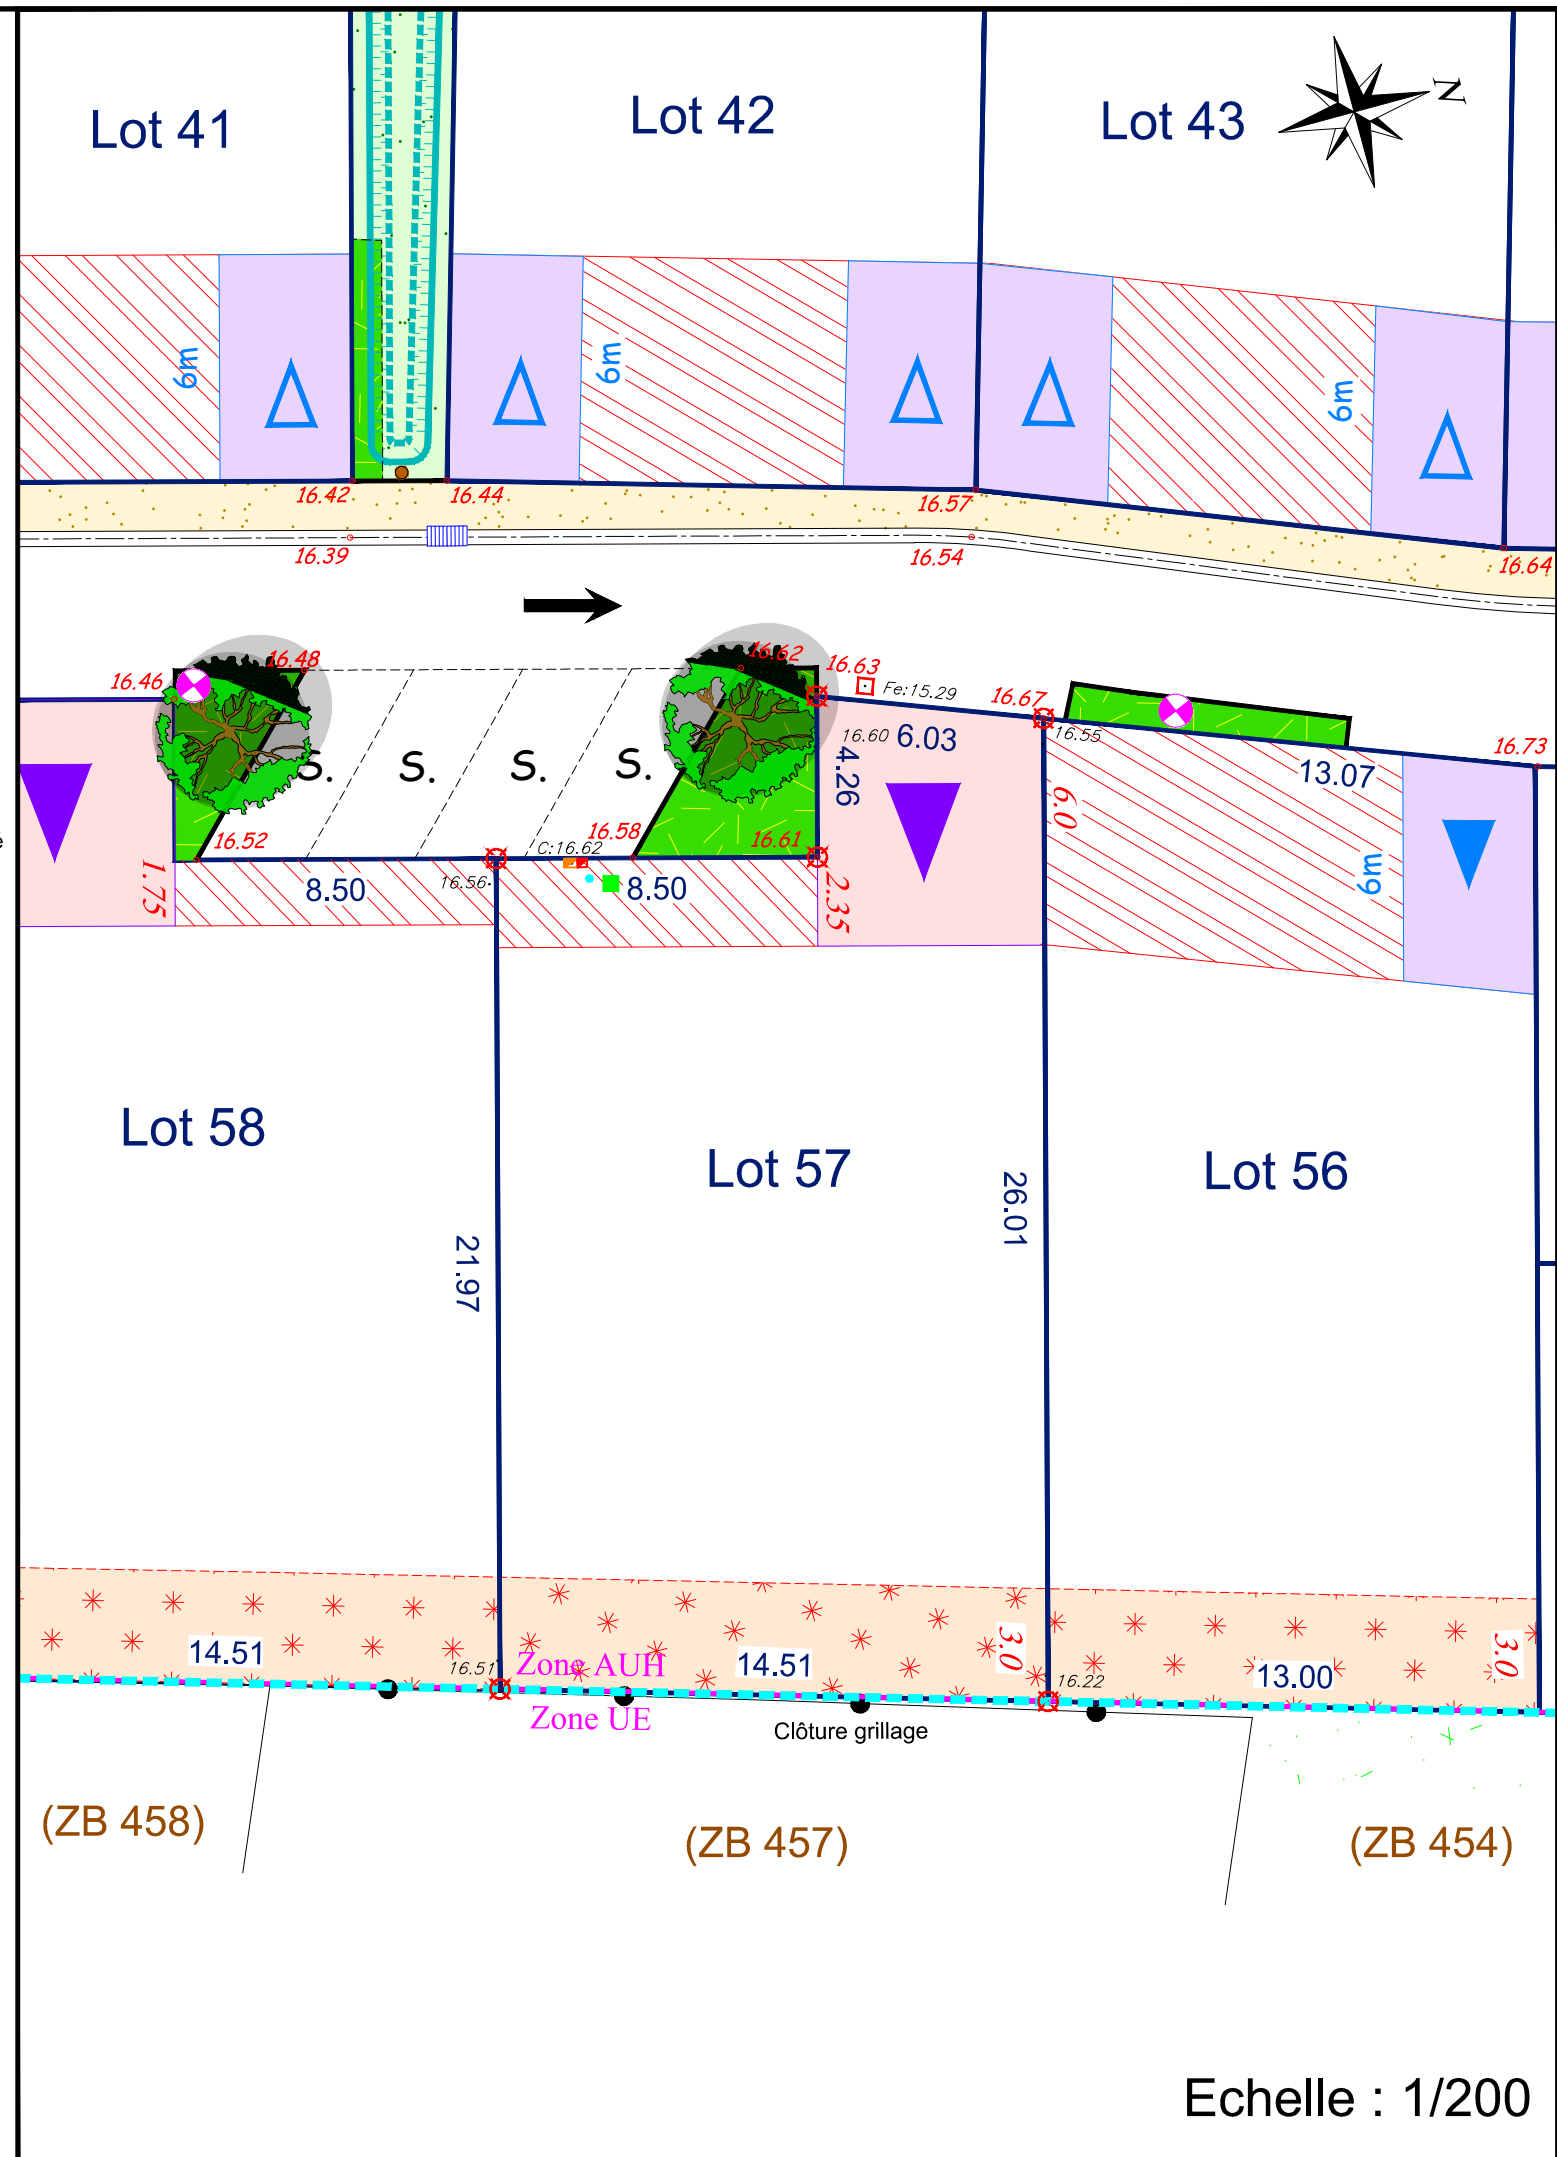 Lot 41
Lot 42
Lot 43
N
6m
6m
6m
16.42
16.44
16.57
16.39
16.54
16.64
16.46
16.48
16.62
16.63
Fe:15.29
16.67
16.55
16.73
16.60
6.03
4.26
13.07
S.
S.
S.
S.
6.0
16.52
C:16.62
16.58
16.61
6m
1.75
8.50
16.56
8.50
2.35
Lot 58
Lot 57
Lot 56
21.97
26.01
14.51
16.51
Zone AUH
14.51
3.0
16.22
13.00
3.0
Zone UE
Clôture grillage
(ZB 458)
(ZB 457)
(ZB 454)
Echelle : 1/200